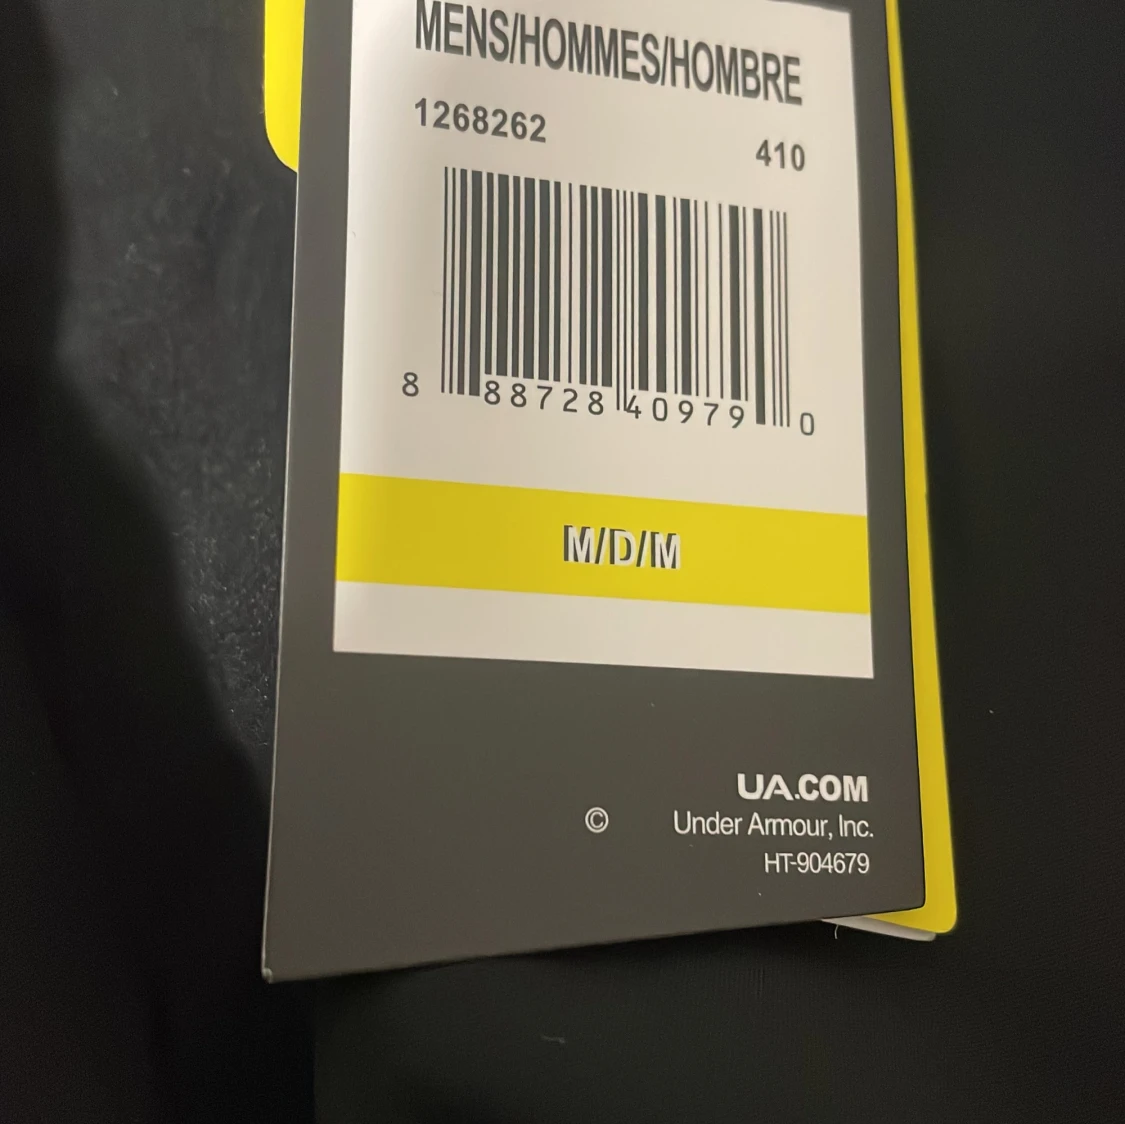 MENS/HOMMES/HOMBRE
1268262 410
8 88728 40979 0
M/D/M
UA.COM
© Under Armour, Inc.
HT-904679